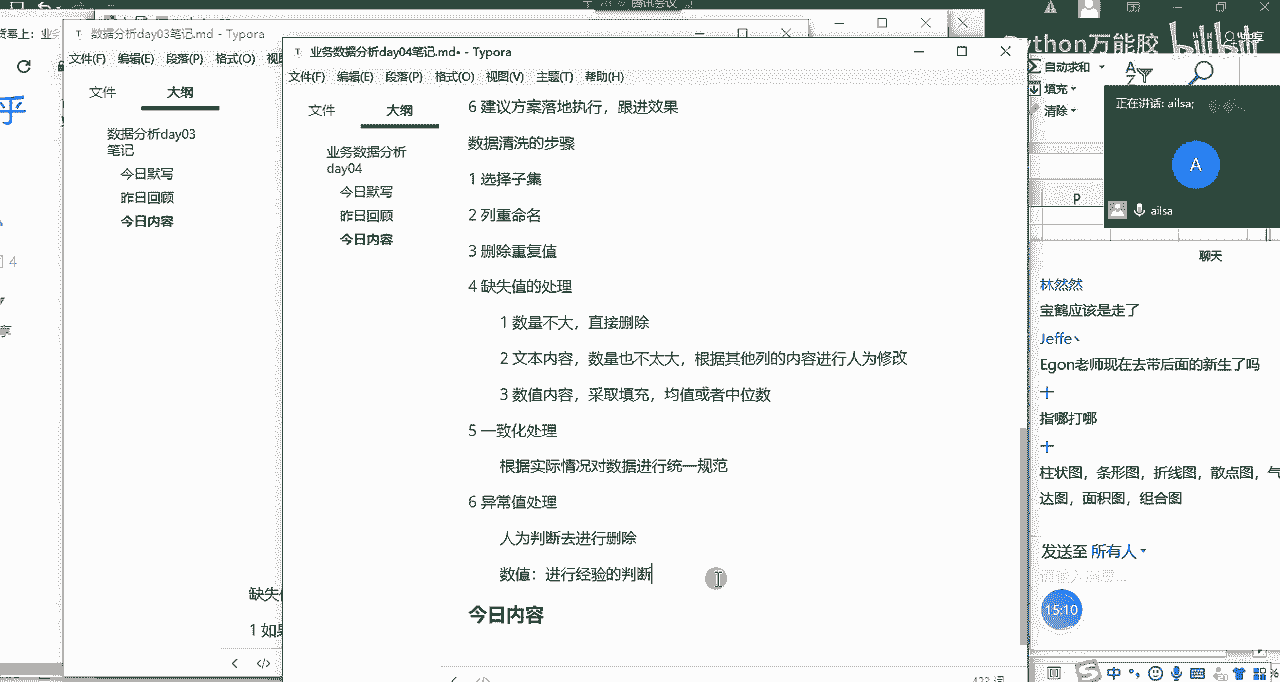 腾讯会议
数据分析day03笔记.md - Typora
文件(F) 编辑(E) 段落(P) 格式(O)
文件 大纲
数据分析day03
笔记
今日默写
昨日回顾
今日内容
乎
业务数据分析day04笔记.md• - Typora
文件(F) 编辑(E) 段落(P) 格式(O) 视图(V) 主题(T) 帮助(H)
文件 大纲
业务数据分析
day04
今日默写
昨日回顾
今日内容
6 建议方案落地执行，跟进效果
数据清洗的步骤
1 选择子集
2 列重命名
3 删除重复值
4 缺失值的处理
1 数量不大，直接删除
2 文本内容，数量也不太大，根据其他列的内容进行人为修改
3 数值内容，采取填充，均值或者中位数
5 一致化处理
根据实际情况对数据进行统一规范
6 异常值处理
人为判断去进行删除
数值：进行经验的判断
今日内容
缺失
1 如
Python万能胶 bilibili
自动求和
填充
清除
正在讲话: ailsa;
A
ailsa
P
聊天
林然然
宝鹤应该是走了
Jeffe丶
Egon老师现在去带后面的新生了吗
十
指哪打哪
十
柱状图，条形图，折线图，散点图，气
达图，面积图，组合图
发送至 所有人
15:10
中